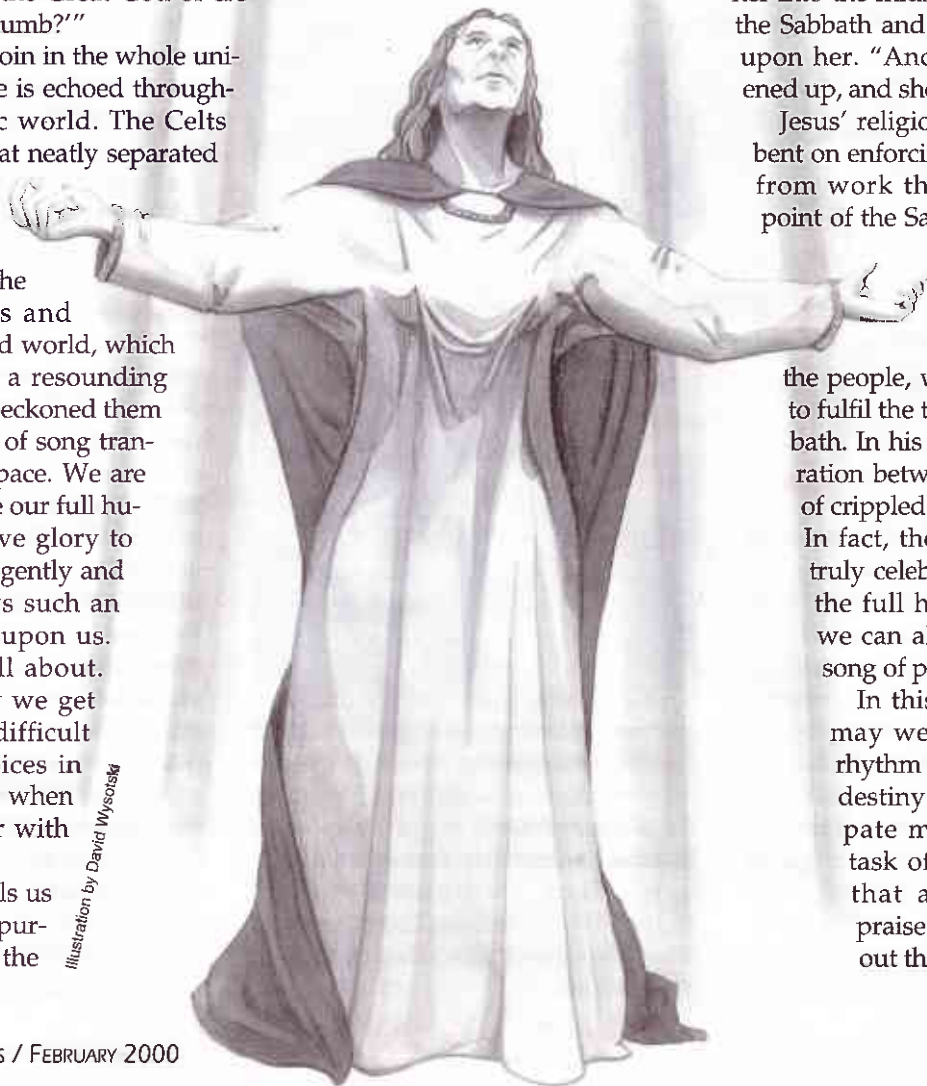 the Great God of the
umb?'"
oin in the whole uni-
e is echoed through-
c world. The Celts
at neatly separated
he
s and
d world, which
a resounding
eckoned them
of song tran-
pace. We are
e our full hu-
ve glory to
gently and
s such an
upon us.
ll about.
we get
difficult
ices in
when
r with
ls us
pur-
the
Illustration by David Wysotski
s / FEBRUARY 2000
the Sabbath and
upon her. "And
ened up, and she
Jesus' religio
bent on enforci
from work th
point of the Sa
the people, v
to fulfil the t
bath. In his
ration betw
of crippled
In fact, the
truly celeb
the full h
we can al
song of p
In this
may we
rhythm
destiny
pate m
task of
that a
praise
out th